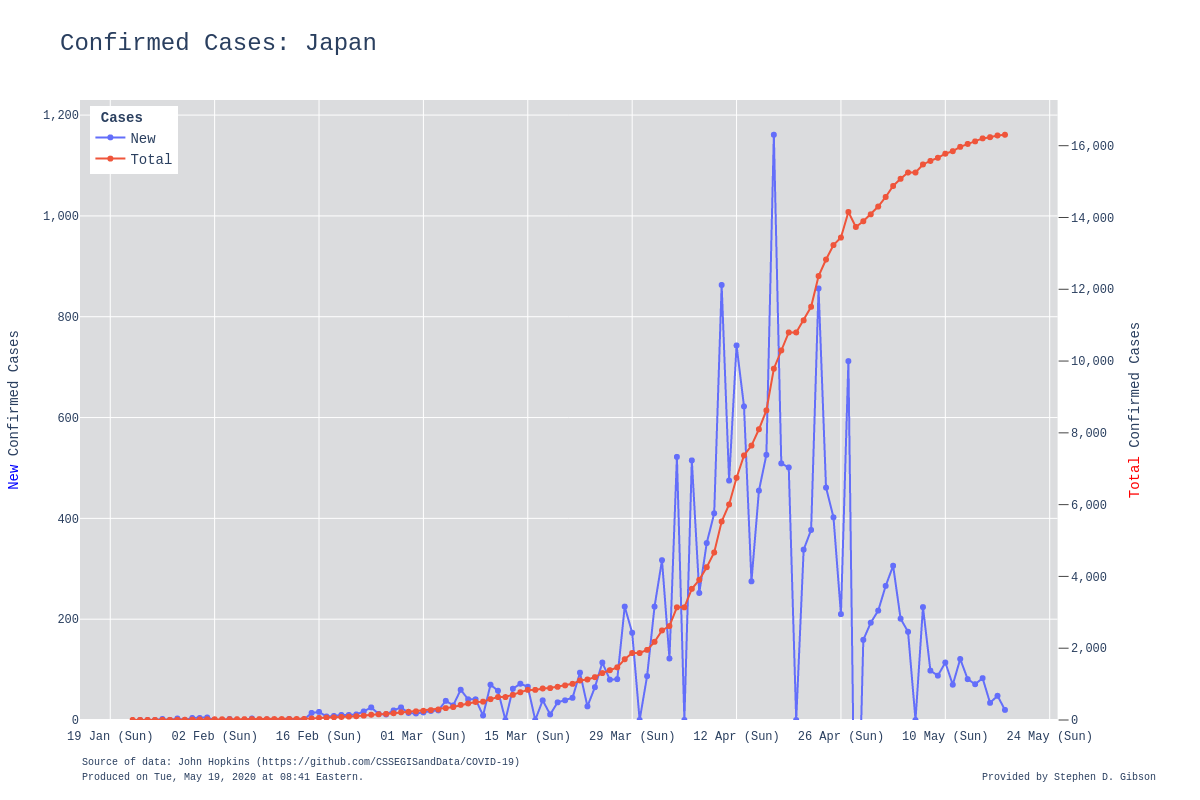 Confirmed Cases: Japan
Cases
New
Total
1,200
1,000
800
600
400
200
0
New Confirmed Cases
16,000
14,000
12,000
10,000
8,000
6,000
4,000
2,000
0
Total Confirmed Cases
19 Jan (Sun) 02 Feb (Sun) 16 Feb (Sun) 01 Mar (Sun) 15 Mar (Sun) 29 Mar (Sun) 12 Apr (Sun) 26 Apr (Sun) 10 May (Sun) 24 May (Sun)
Source of data: John Hopkins (https://github.com/CSSEGISandData/COVID-19)
Produced on Tue, May 19, 2020 at 08:41 Eastern.
Provided by Stephen D. Gibson